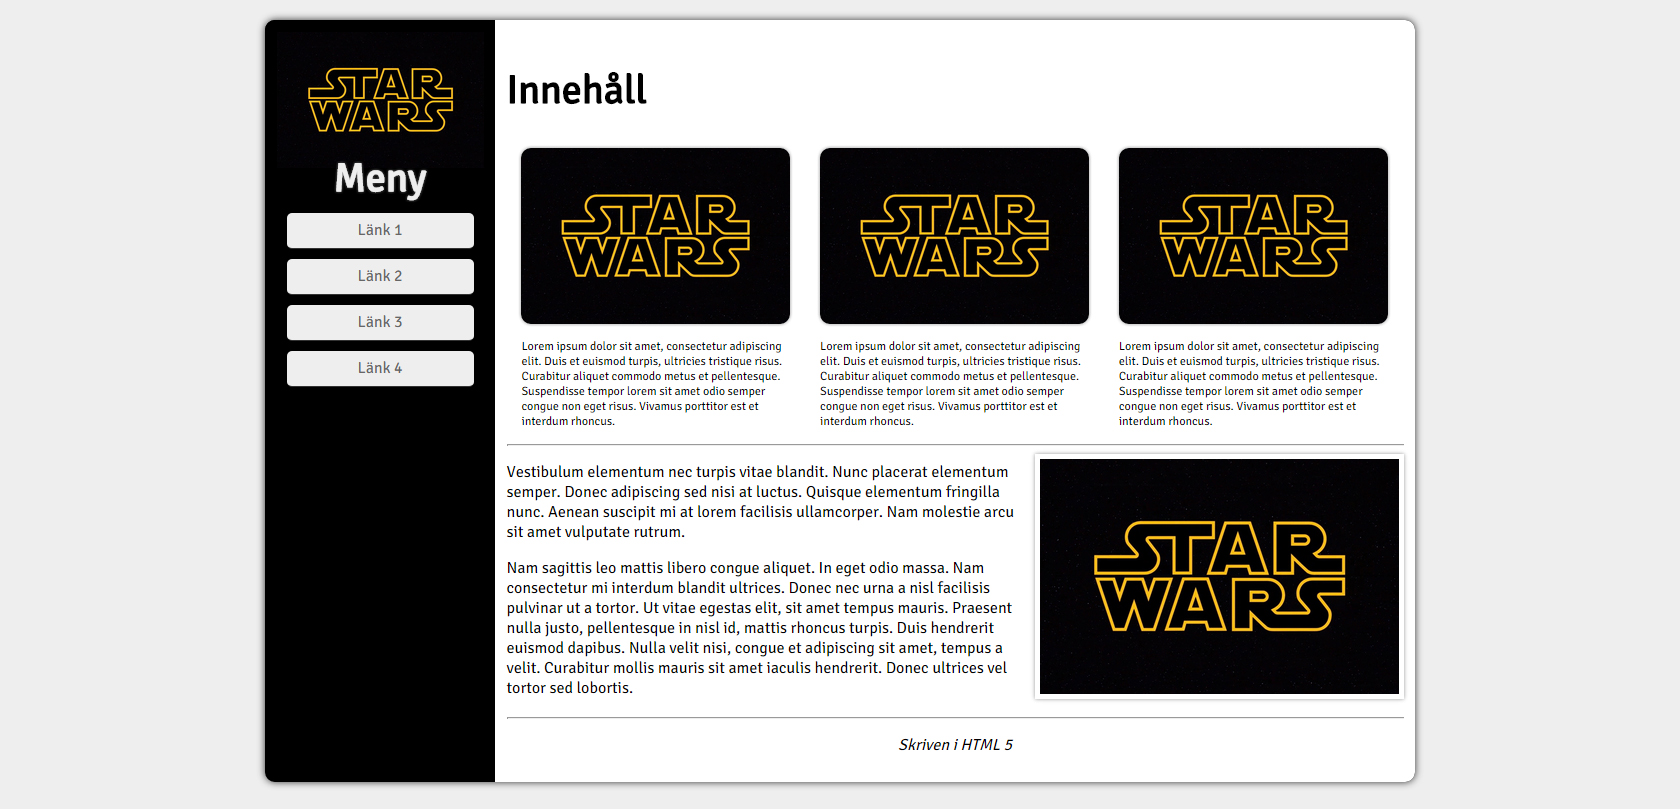 STAR
WARS
Meny
Länk 1
Länk 2
Länk 3
Länk 4
Innehåll
STAR
WARS
Lorem ipsum dolor sit amet, consectetur adipiscing
elit. Duis et euismod turpis, ultricies tristique risus.
Curabitur aliquet commodo metus et pellentesque.
Suspendisse tempor lorem sit amet odio semper
congue non eget risus. Vivamus porttitor est et
interdum rhoncus.
STAR
WARS
Lorem ipsum dolor sit amet, consectetur adipiscing
elit. Duis et euismod turpis, ultricies tristique risus.
Curabitur aliquet commodo metus et pellentesque.
Suspendisse tempor lorem sit amet odio semper
congue non eget risus. Vivamus porttitor est et
interdum rhoncus.
STAR
WARS
Lorem ipsum dolor sit amet, consectetur adipiscing
elit. Duis et euismod turpis, ultricies tristique risus.
Curabitur aliquet commodo metus et pellentesque.
Suspendisse tempor lorem sit amet odio semper
congue non eget risus. Vivamus porttitor est et
interdum rhoncus.
Vestibulum elementum nec turpis vitae blandit. Nunc placerat elementum
semper. Donec adipiscing sed nisi at luctus. Quisque elementum fringilla
nunc. Aenean suscipit mi at lorem facilisis ullamcorper. Nam molestie arcu
sit amet vulputate rutrum.
Nam sagittis leo mattis libero congue aliquet. In eget odio massa. Nam
consectetur mi interdum blandit ultrices. Donec nec urna a nisl facilisis
pulvinar ut a tortor. Ut vitae egestas elit, sit amet tempus mauris. Praesent
nulla justo, pellentesque in nisl id, mattis rhoncus turpis. Duis hendrerit
euismod dapibus. Nulla velit nisi, congue et adipiscing sit amet, tempus a
velit. Curabitur mollis mauris sit amet iaculis hendrerit. Donec ultrices vel
tortor sed lobortis.
STAR
WARS
Skriven i HTML 5